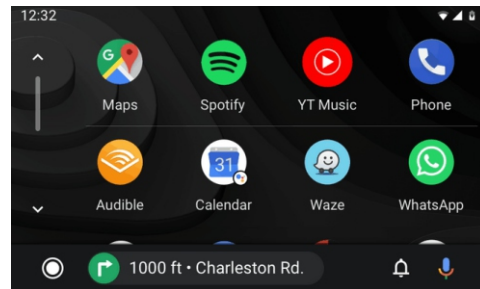 12:32
G
Maps Spotify YT Music Phone
31
Audible Calendar Waze WhatsApp
1000 ft • Charleston Rd.